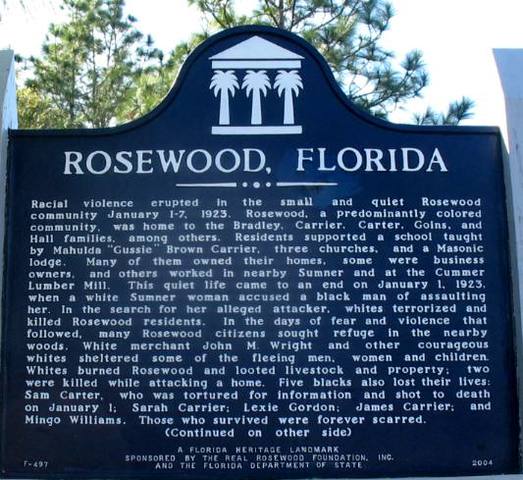 ROSEWOOD, FLORIDA
Racial violence erupted in the small and quiet Rosewood
community January 1-7, 1923. Rosewood, a predominantly colored
community, was home to the Bradley, Carrier, Carter, Goins, and
Hall families, among others. Residents supported a school taught
by Mahulda "Gussie" Brown Carrier, three churches, and a Masonic
lodge. Many of them owned their homes, some were business
owners, and others worked in nearby Sumner and at the Cummer
Lumber Mill. This quiet life came to an end on January 1, 1923,
when a white Sumner woman accused a black man of assaulting
her. In the search for her alleged attacker, whites terrorized and
killed Rosewood residents. In the days of fear and violence that
followed, many Rosewood citizens sought refuge in the nearby
woods. White merchant John M. Wright and other courageous
whites sheltered some of the fleeing men, women and children.
Whites burned Rosewood and looted livestock and property; two
were killed while attacking a home. Five blacks also lost their lives:
Sam Carter, who was tortured for information and shot to death
on January 1; Sarah Carrier; Lexie Gordon; James Carrier; and
Mingo Williams. Those who survived were forever scarred.
(Continued on other side)
A FLORIDA HERITAGE LANDMARK
SPONSORED BY THE REAL ROSEWOOD FOUNDATION, INC.
F-497 AND THE FLORIDA DEPARTMENT OF STATE 2004